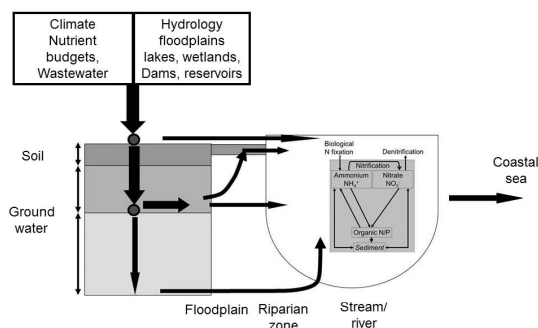 Climate
Nutrient
budgets,
Wastewater
Hydrology
floodplains
lakes, wetlands,
Dams, reservoirs
Soil
Ground
water
Biological
N fixation
Denitrification
Nitrification
Ammonium
NH₄⁺
Nitrate
NO₃⁻
Organic N/P
Sediment
Coastal
sea
Floodplain
Riparian
zone
Stream/
river